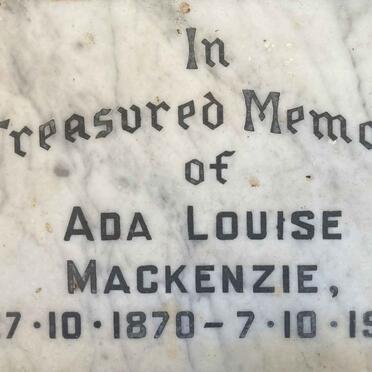 In
Treasured Memo
of
ADA LOUISE
MACKENZIE,
7·10·1870–7·10·19